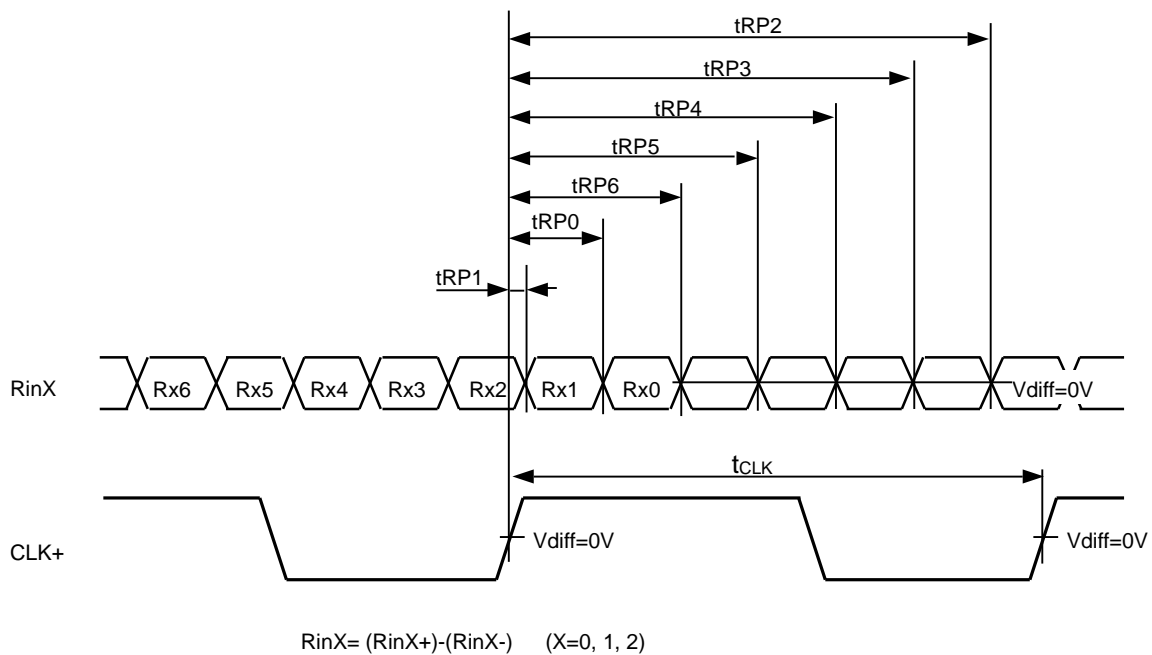 tRP2
tRP3
tRP4
tRP5
tRP6
tRP0
tRP1
RinX Rx6 Rx5 Rx4 Rx3 Rx2 Rx1 Rx0 Vdiff=0V
tCLK
CLK+ Vdiff=0V Vdiff=0V
RinX= (RinX+)-(RinX-) (X=0, 1, 2)